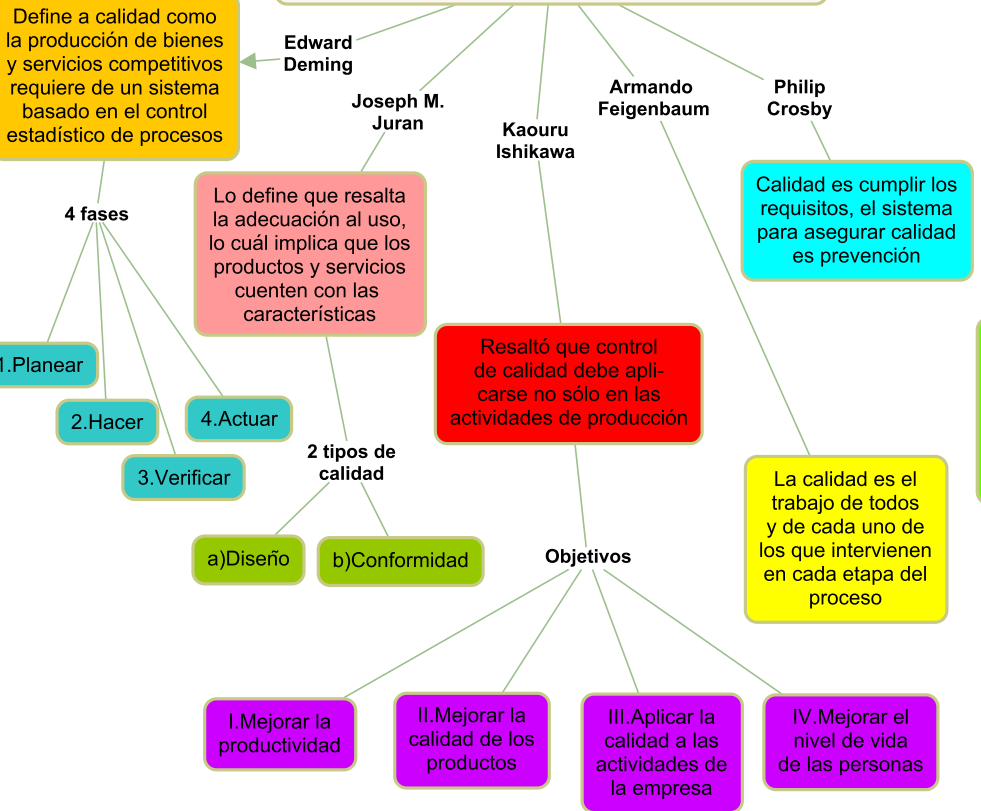 Define a calidad como
la producción de bienes
y servicios competitivos
requiere de un sistema
basado en el control
estadístico de procesos
Edward
Deming
Joseph M.
Juran
Kaouru
Ishikawa
Armando
Feigenbaum
Philip
Crosby
4 fases
1.Planear
2.Hacer
3.Verificar
4.Actuar
Lo define que resalta
la adecuación al uso,
lo cuál implica que los
productos y servicios
cuenten con las
características
2 tipos de
calidad
a)Diseño
b)Conformidad
Resaltó que control
de calidad debe apli-
carse no sólo en las
actividades de producción
Objetivos
I.Mejorar la
productividad
II.Mejorar la
calidad de los
productos
III.Aplicar la
calidad a las
actividades de
la empresa
IV.Mejorar el
nivel de vida
de las personas
Calidad es cumplir los
requisitos, el sistema
para asegurar calidad
es prevención
La calidad es el
trabajo de todos
y de cada uno de
los que intervienen
en cada etapa del
proceso